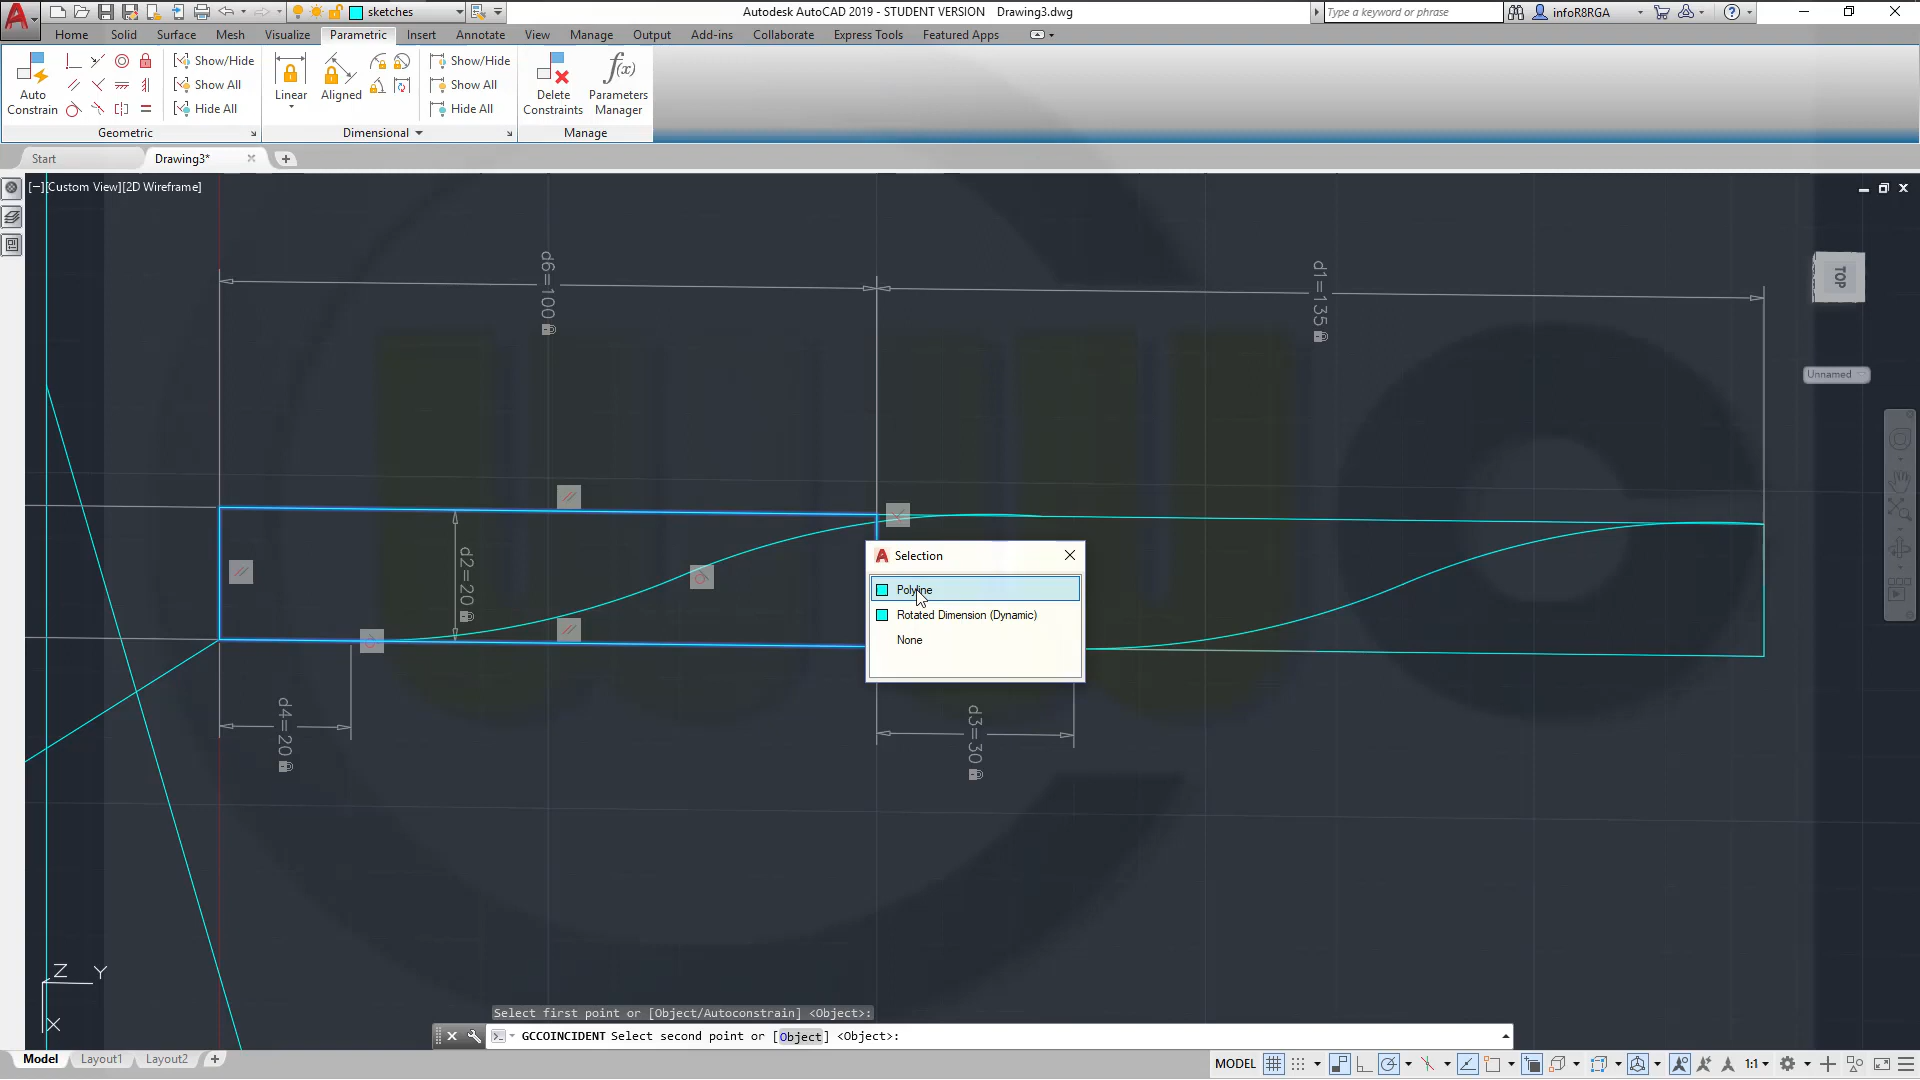 sketches
Autodesk AutoCAD 2019 - STUDENT VERSION Drawing3.dwg
Type a keyword or phrase
infoR8RGA
Home Solid Surface Mesh Visualize Parametric Insert Annotate View Manage Output Add-ins Collaborate Express Tools Featured Apps
Auto
Constrain
Show/Hide
Show All
Hide All
Linear
Aligned
Show/Hide
Show All
Hide All
Delete
Constraints
f(x)
Parameters
Manager
Geometric
Dimensional
Manage
Start
Drawing3*
[−][Custom View][2D Wireframe]
d6=100
d1=135
TOP
Unnamed
d2=20
Selection
Polyline
Rotated Dimension (Dynamic)
None
d4=20
d3=30
Z
Y
X
Select first point or [Object/Autoconstrain] <Object>:
GCCOINCIDENT Select second point or [Object] <Object>:
Model Layout1 Layout2
MODEL
1:1